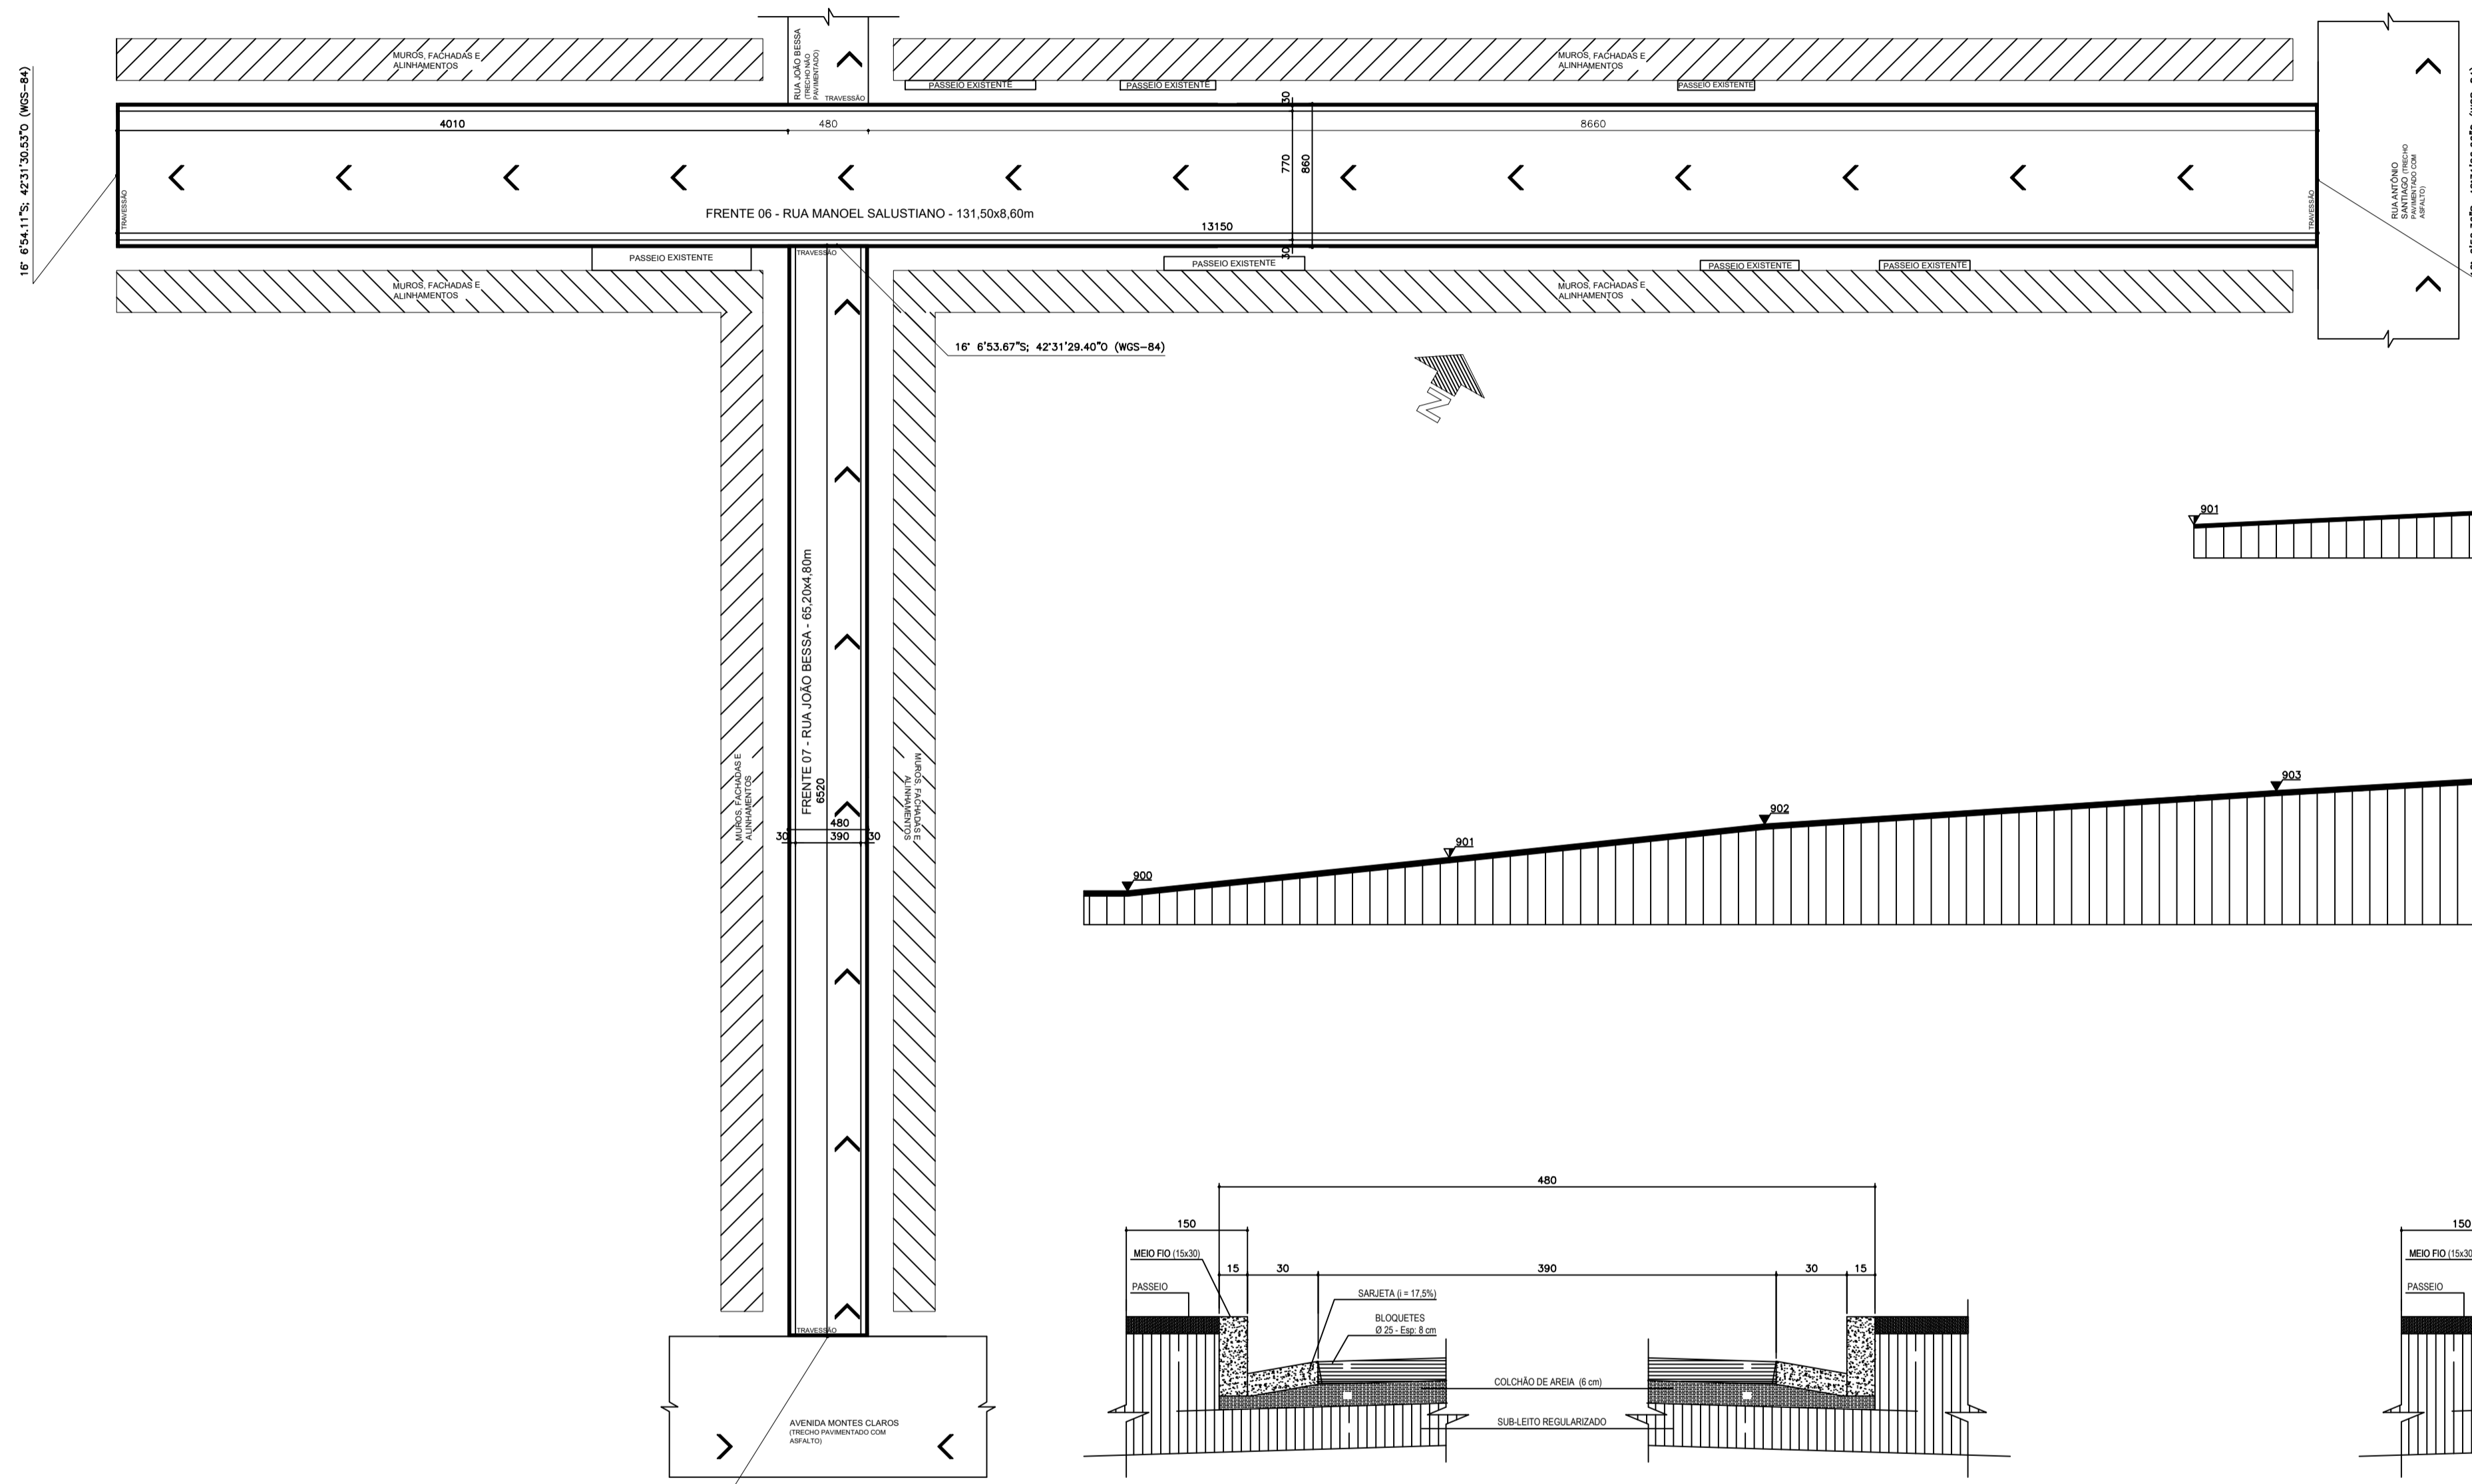 RUA JOÃO BESSA
(TRECHO NÃO
PAVIMENTADO)
MUROS, FACHADAS E
ALINHAMENTOS
MUROS, FACHADAS E
ALINHAMENTOS
PASSEIO EXISTENTE
PASSEIO EXISTENTE
PASSEIO EXISTENTE
TRAVESSÃO
16° 6'54.11"S; 42°31'30.53"O (WGS-84)
4010
480
8660
30
770
860
30
TRAVESSÃO
TRAVESSÃO
RUA ANTÔNIO
SANTIAGO (TRECHO
PAVIMENTADO COM
ASFALTO)
FRENTE 06 - RUA MANOEL SALUSTIANO - 131,50x8,60m
13150
PASSEIO EXISTENTE
TRAVESSÃO
PASSEIO EXISTENTE
PASSEIO EXISTENTE
PASSEIO EXISTENTE
MUROS, FACHADAS E
ALINHAMENTOS
MUROS, FACHADAS E
ALINHAMENTOS
16° 6'53.67"S; 42°31'29.40"O (WGS-84)
N
901
FRENTE 07 - RUA JOÃO BESSA - 65,20x4,80m
6520
MUROS, FACHADAS E
ALINHAMENTOS
MUROS, FACHADAS E
ALINHAMENTOS
480
30
390
30
900
901
902
903
480
150
MEIO FIO (15x30)
15
30
390
30
15
PASSEIO
SARJETA (i = 17,5%)
BLOQUETES
Ø 25 - Esp: 8 cm
COLCHÃO DE AREIA (6 cm)
SUB-LEITO REGULARIZADO
150
MEIO FIO (15x30
PASSEIO
TRAVESSÃO
AVENIDA MONTES CLAROS
(TRECHO PAVIMENTADO COM
ASFALTO)